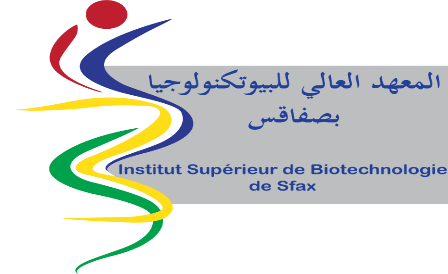 المعهد العالي للبيوتكنولوجيا
بصفاقس
Institut Supérieur de Biotechnologie
de Sfax